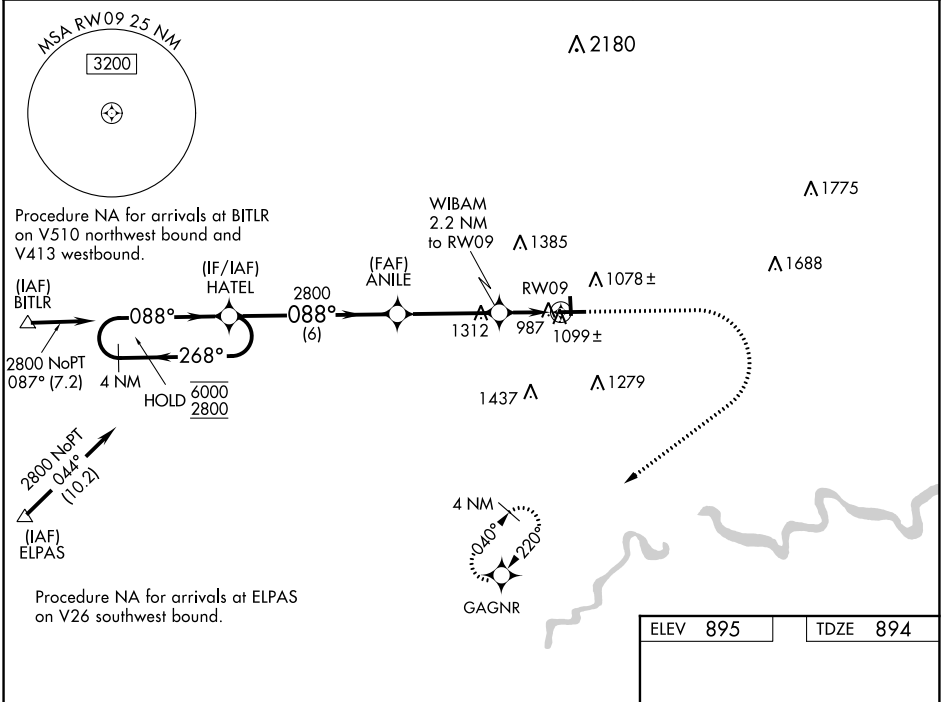 MSA RW09 25 NM
3200
2180
1775
Procedure NA for arrivals at BITLR
on V510 northwest bound and
V413 westbound.
WIBAM
2.2 NM
to RW09
1385
1688
(IAF)
BITLR
(IF/IAF)
HATEL
(FAF)
ANILE
2800
088°
(6)
RW09
1078±
088°
268°
1312
987
1099±
2800 NoPT
087° (7.2)
4 NM
HOLD
6000
2800
1437
1279
2800 NoPT
044°
(10.2)
(IAF)
ELPAS
4 NM
040°
220°
GAGNR
Procedure NA for arrivals at ELPAS
on V26 southwest bound.
ELEV 895
TDZE 894